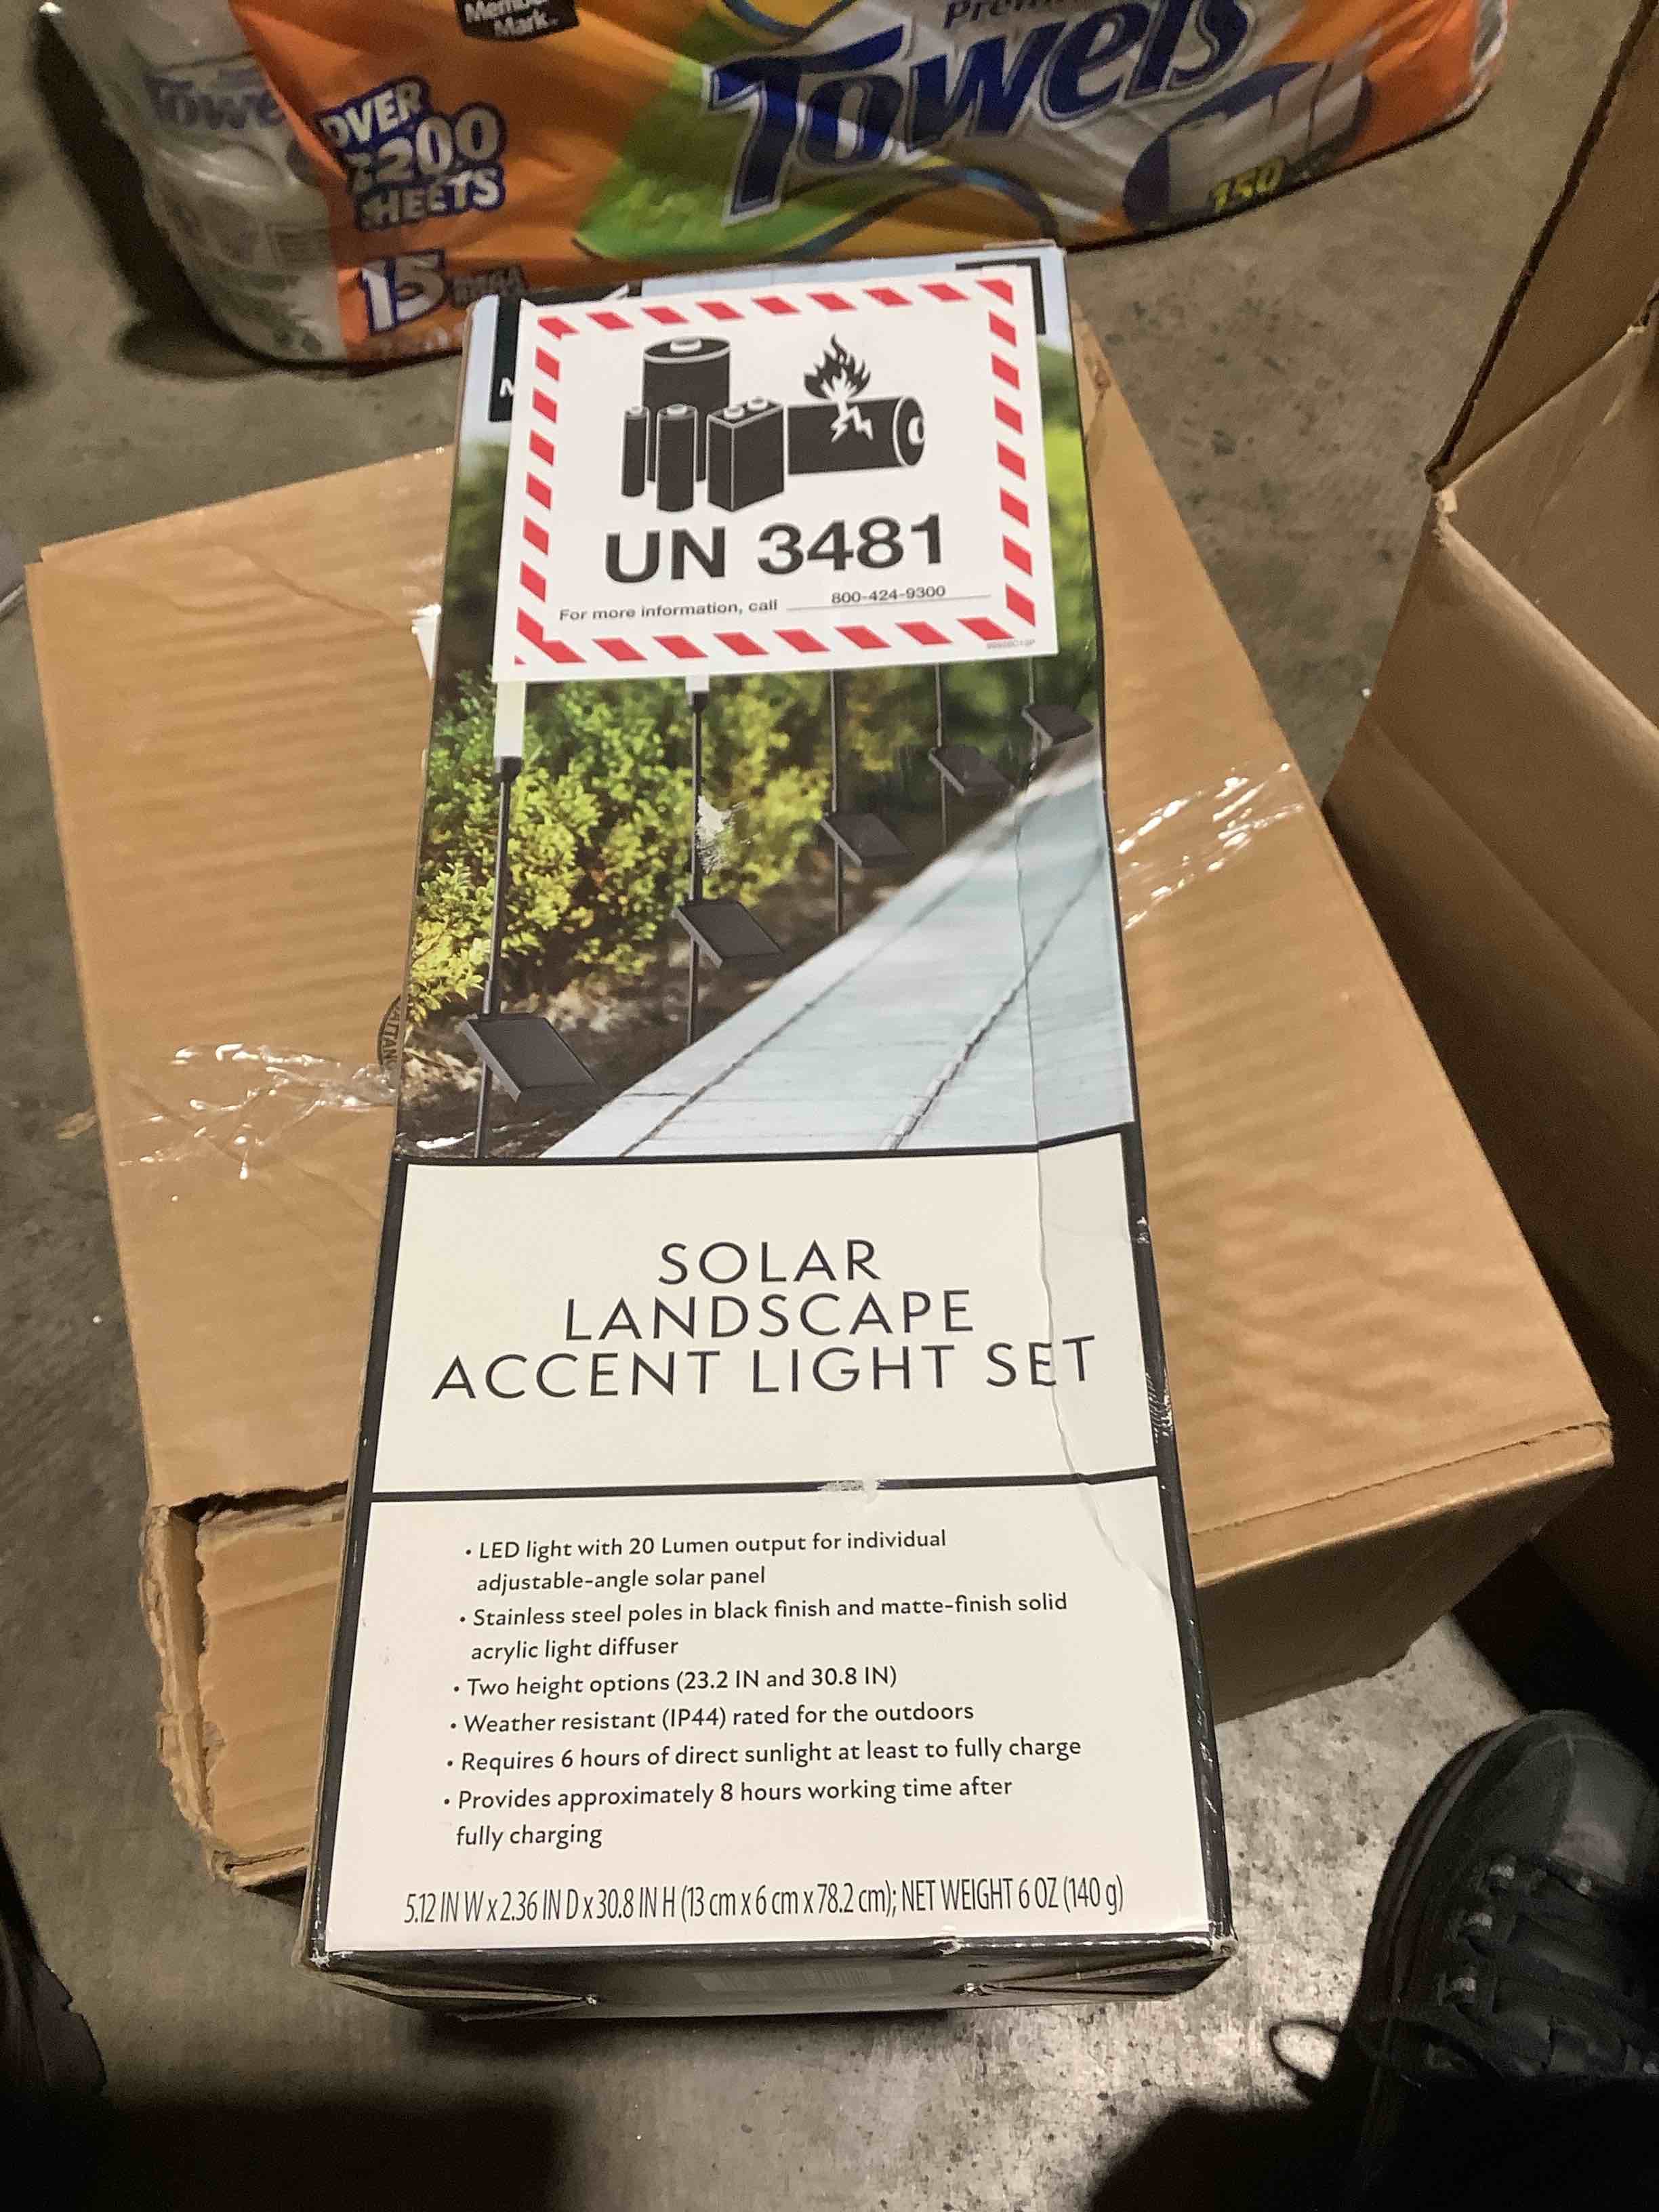 Member's
Mark
Towels
Towe
OVER
SHEETS
15
150
UN 3481
For more information, call 800-424-9300
SOLAR
LANDSCAPE
ACCENT LIGHT SET
• LED light with 20 Lumen output for individual
adjustable-angle solar panel
• Stainless steel poles in black finish and matte-finish solid
acrylic light diffuser
• Two height options (23.2 IN and 30.8 IN)
• Weather resistant (IP44) rated for the outdoors
• Requires 6 hours of direct sunlight at least to fully charge
• Provides approximately 8 hours working time after
fully charging
5.12 IN W x 2.36 IN D x 30.8 IN H (13 cm x 6 cm x 78.2 cm); NET WEIGHT 6 OZ (140 g)